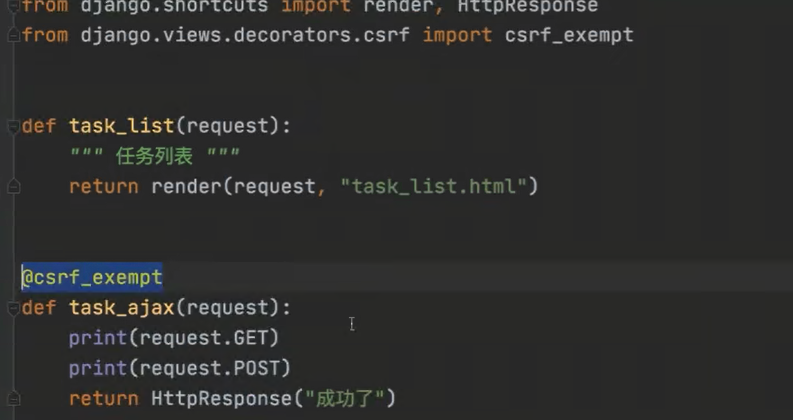 from django.shortcuts import render, HttpResponse
from django.views.decorators.csrf import csrf_exempt
def task_list(request):
""" 任务列表 """
return render(request, "task_list.html")
@csrf_exempt
def task_ajax(request):
print(request.GET)
print(request.POST)
return HttpResponse("成功了")